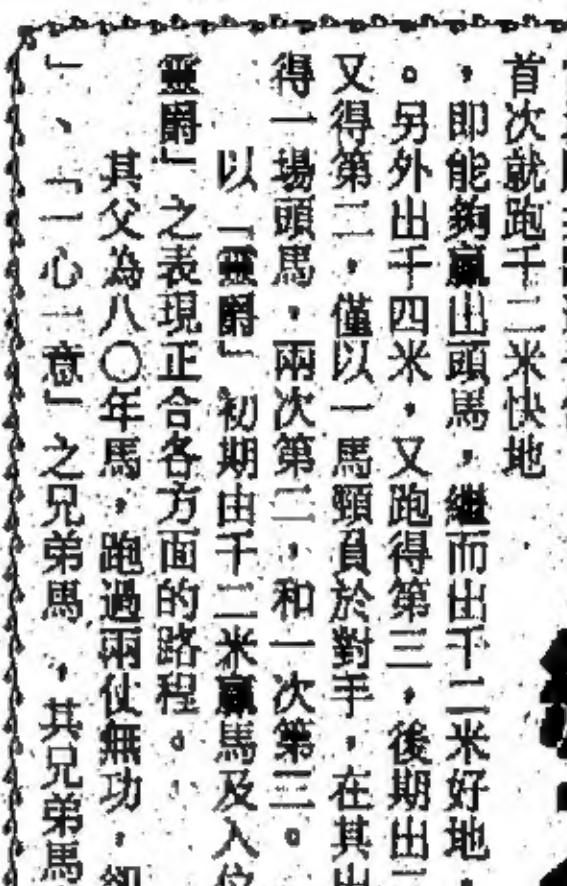 首次就跑千二米快地
，即能夠贏出頭馬，繼而出千二米好地，
。另外出千四米，又跑得第三，後期出
又得第二，僅以一馬頸負於對手，在其出
得一場頭馬，兩次第二，和一次第三。
以「靈爵」初期由千二米贏馬及入位
靈爵」之表現正合各方面的路程。
其父為八〇年馬，跑過兩仗無功，卻
」、「一心一意」之兄弟馬，其兄弟馬